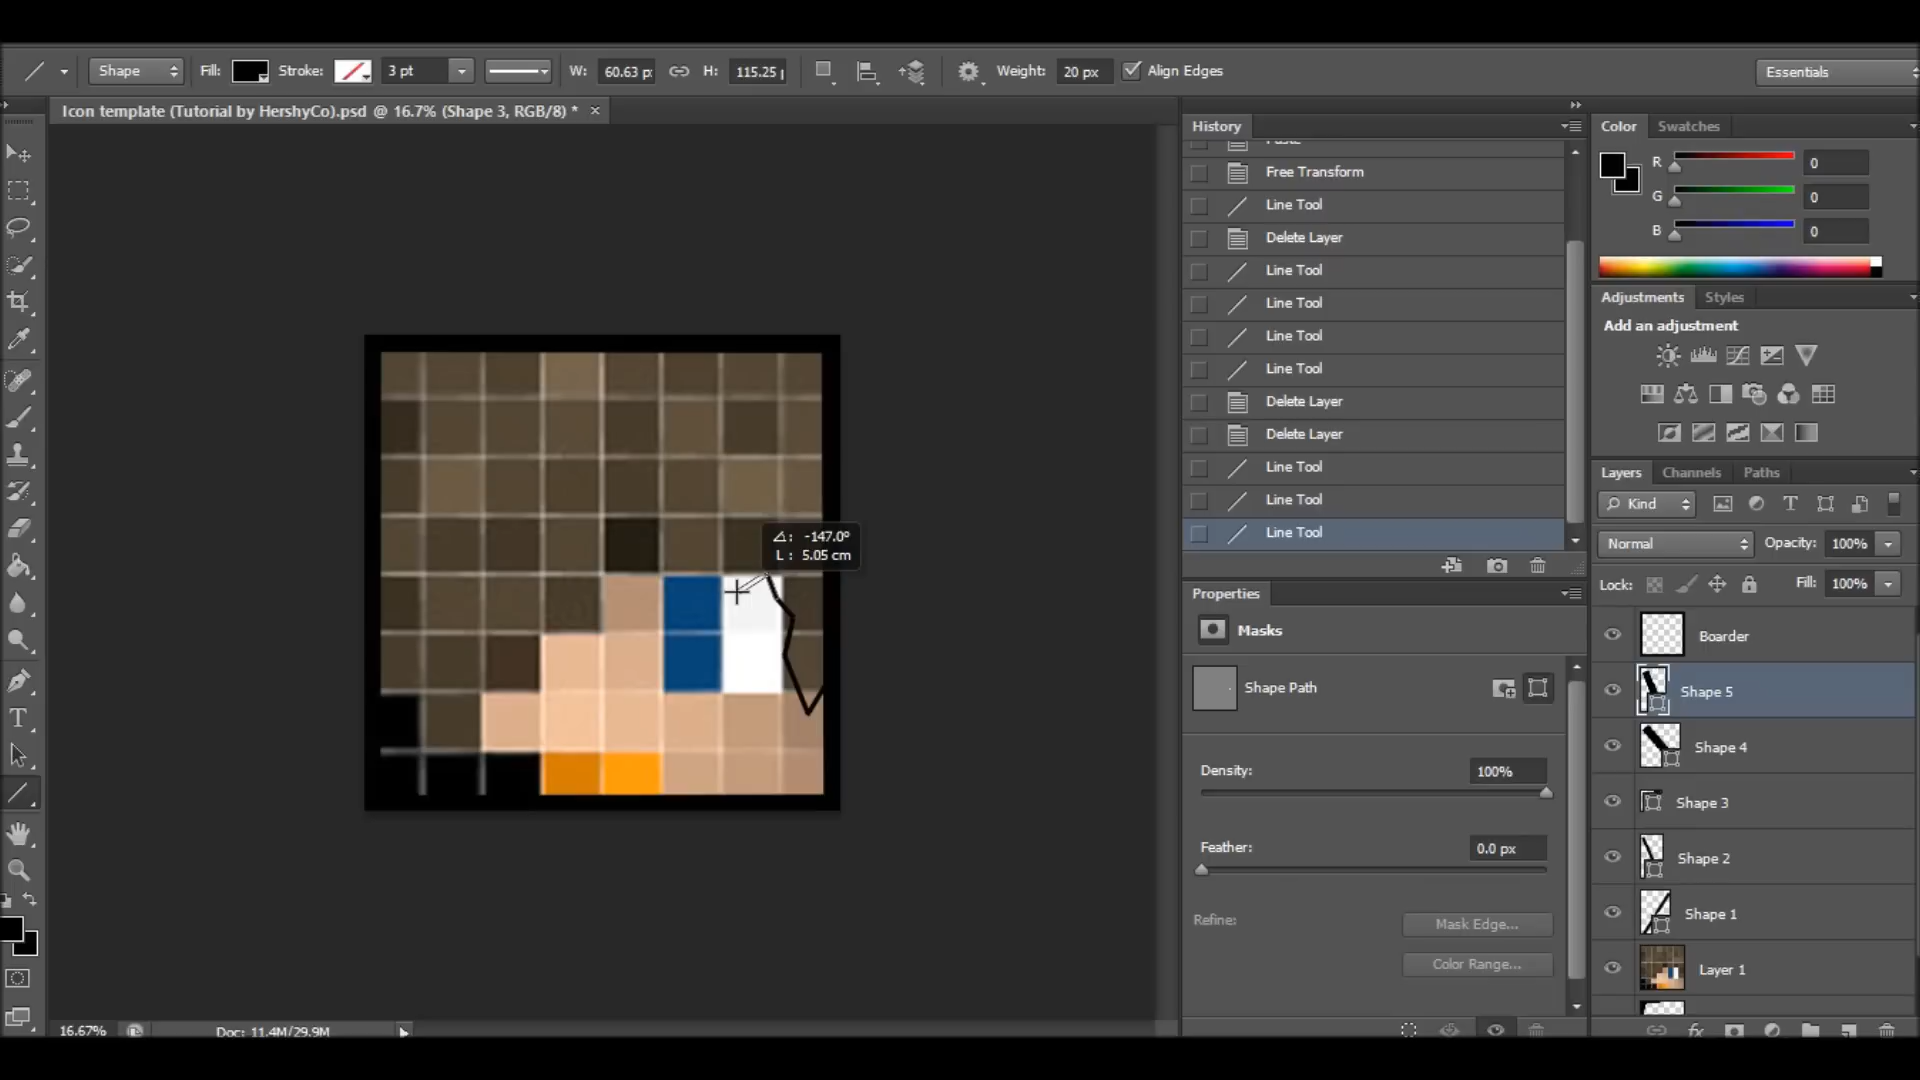 Shape Fill: Stroke: 3 pt W: 60.63 p H: 115.25 Weight: 20 px Align Edges Essentials
Icon template (Tutorial by HershyCo).psd @ 16.7% (Shape 3, RGB/8) * ×
History
Free Transform
Line Tool
Delete Layer
Line Tool
Line Tool
Line Tool
Line Tool
Delete Layer
Delete Layer
Line Tool
Line Tool
Line Tool
∠: -147.0°
L: 5.05 cm
Properties
Masks
Shape Path
Density: 100%
Feather: 0.0 px
Refine: Mask Edge...
Color Range...
Color Swatches
R 0
G 0
B 0
Adjustments Styles
Add an adjustment
Layers Channels Paths
Kind T
Normal Opacity: 100%
Lock: Fill: 100%
Boarder
Shape 5
Shape 4
Shape 3
Shape 2
Shape 1
Layer 1
fx
T
16.67% Doc: 11.4M/29.9M